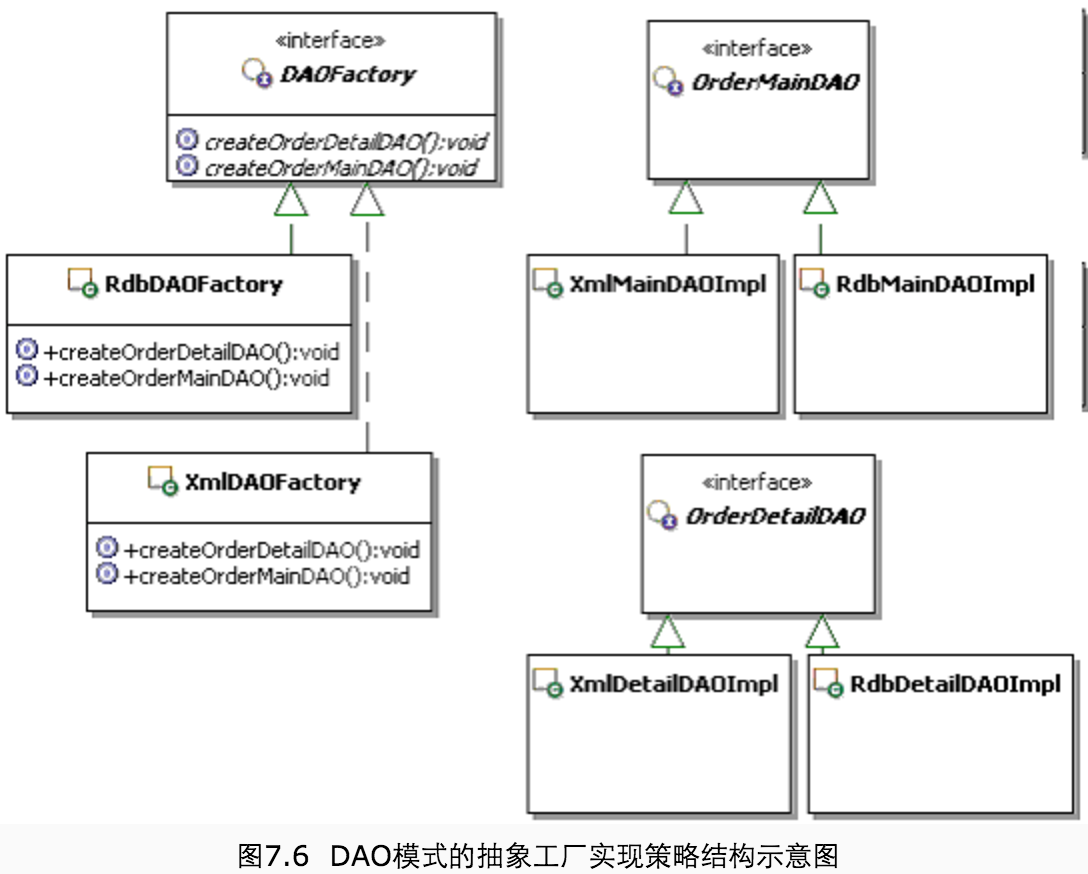 «interface»
DAOFactory
createOrderDetailDAO():void
createOrderMainDAO():void
«interface»
OrderMainDAO
RdbDAOFactory
+createOrderDetailDAO():void
+createOrderMainDAO():void
XmlMainDAOImpl
RdbMainDAOImpl
XmlDAOFactory
+createOrderDetailDAO():void
+createOrderMainDAO():void
«interface»
OrderDetailDAO
XmlDetailDAOImpl
RdbDetailDAOImpl
图7.6 DAO模式的抽象工厂实现策略结构示意图